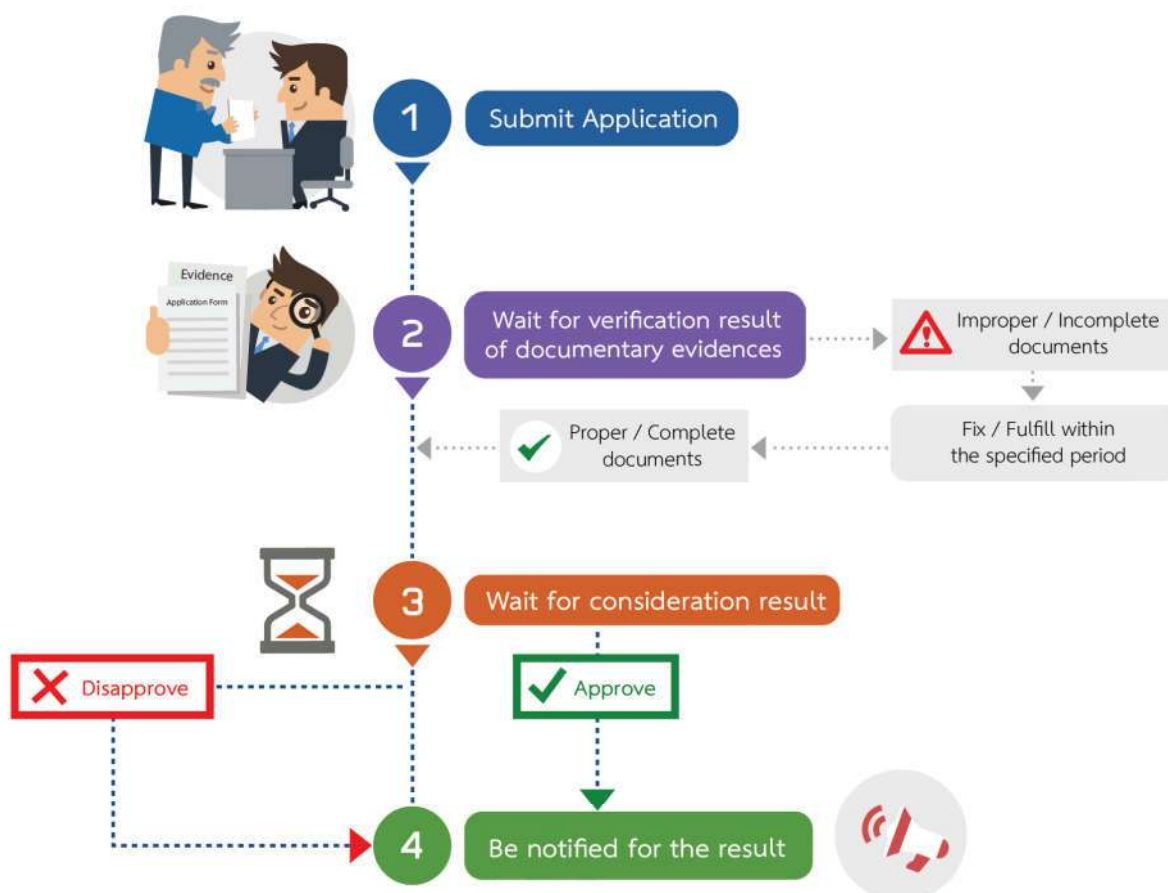 1
Submit Application
Evidence
Application Form
2
Wait for verification result
of documentary evidences
Improper / Incomplete
documents
Fix / Fulfill within
the specified period
Proper / Complete
documents
3
Wait for consideration result
Disapprove
Approve
4
Be notified for the result